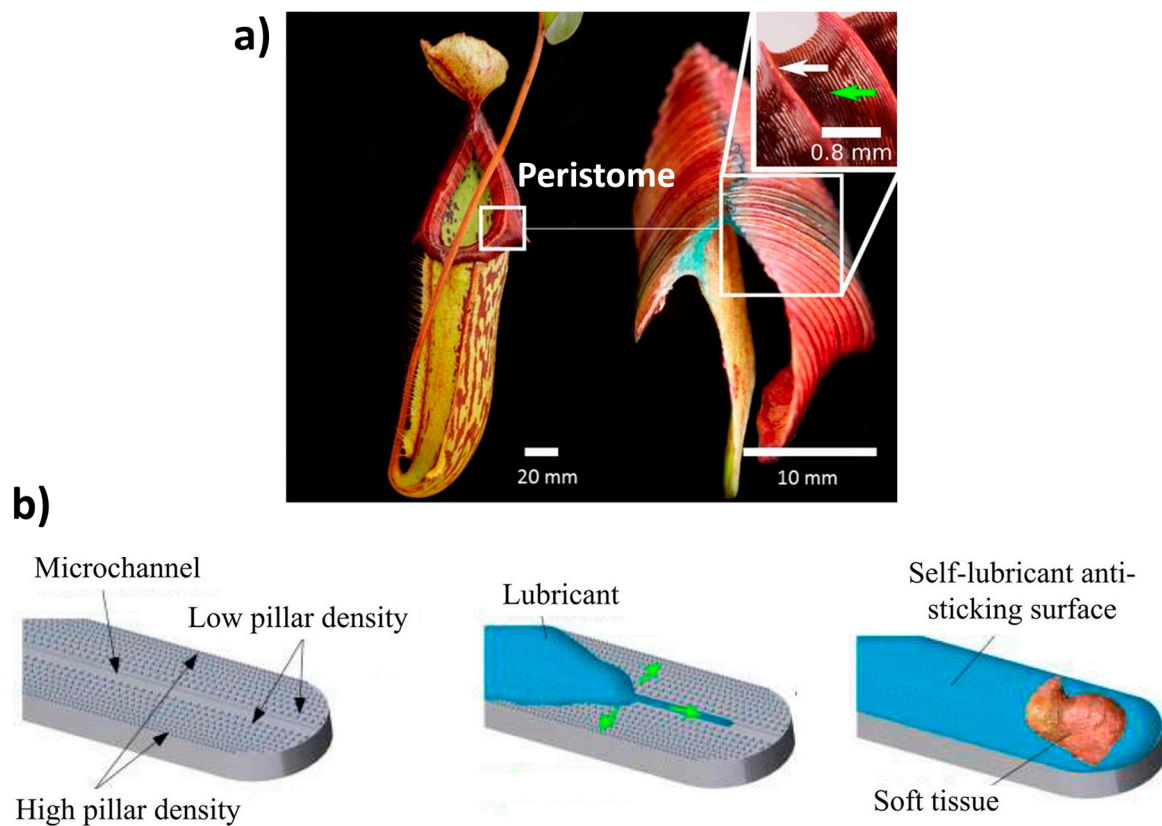 a)
Peristome
0.8 mm
20 mm
10 mm
b)
Microchannel
Low pillar density
High pillar density
Lubricant
Self-lubricant anti-
sticking surface
Soft tissue